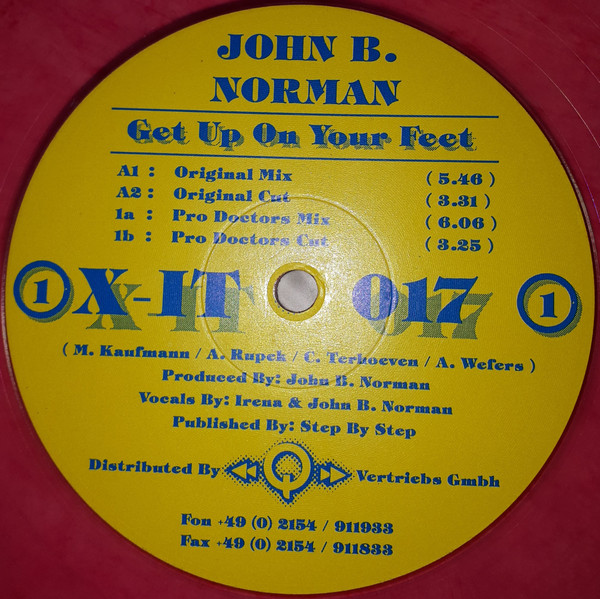 JOHN B.
NORMAN
Get Up On Your Feet
A1 : Original Mix ( 5.46 )
A2 : Original Cut ( 3.31 )
1a : Pro Doctors Mix ( 6.06 )
1b : Pro Doctors Cut ( 3.25 )
1 X-IT 017 1
( M. Kaufmann / A. Rupek / C. Terhoeven / A. Wefers )
Produced By: John B. Norman
Vocals By: Irena & John B. Norman
Published By: Step By Step
Distributed By Q Vertriebs Gmbh
Fon +49 (0) 2154 / 911933
Fax +49 (0) 2154 / 911833